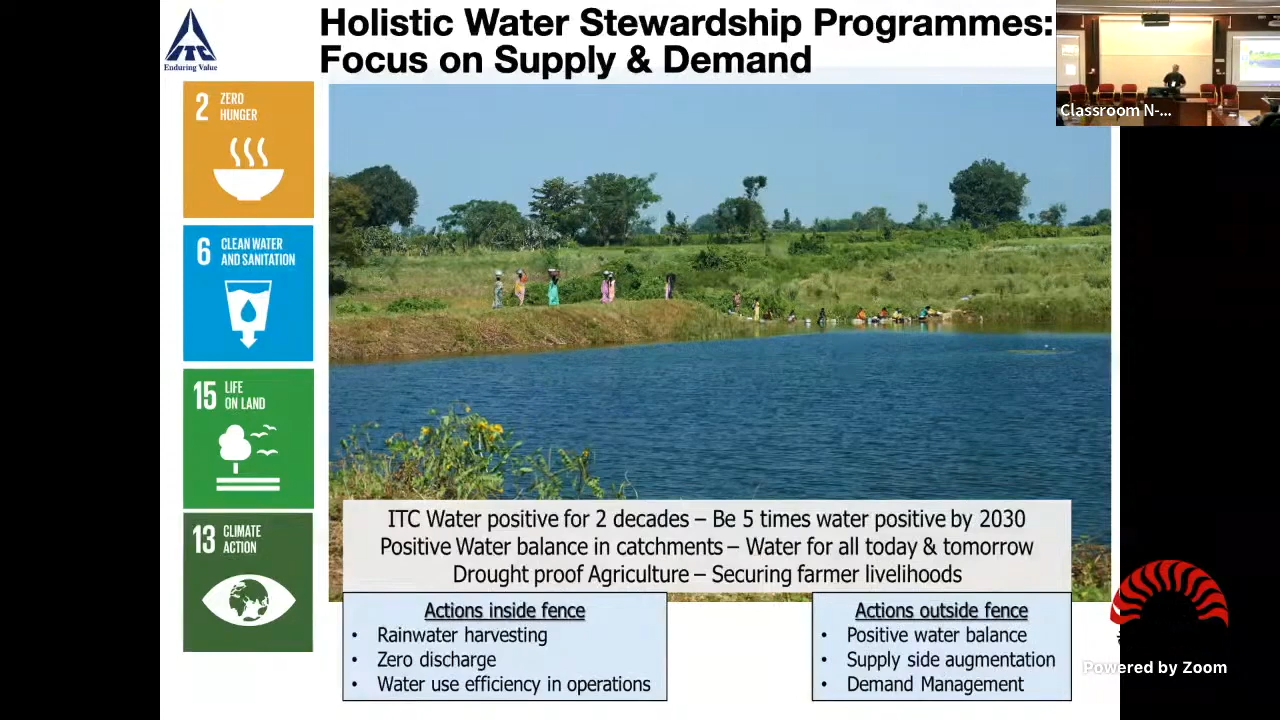 Holistic Water Stewardship Programmes:
Focus on Supply & Demand
ITC
Enduring Value
Classroom N-...
2 ZERO
HUNGER
6 CLEAN WATER
AND SANITATION
15 LIFE
ON LAND
13 CLIMATE
ACTION
ITC Water positive for 2 decades – Be 5 times water positive by 2030
Positive Water balance in catchments – Water for all today & tomorrow
Drought proof Agriculture – Securing farmer livelihoods
Actions inside fence
• Rainwater harvesting
• Zero discharge
• Water use efficiency in operations
Actions outside fence
• Positive water balance
• Supply side augmentation
• Demand Management
Powered by Zoom